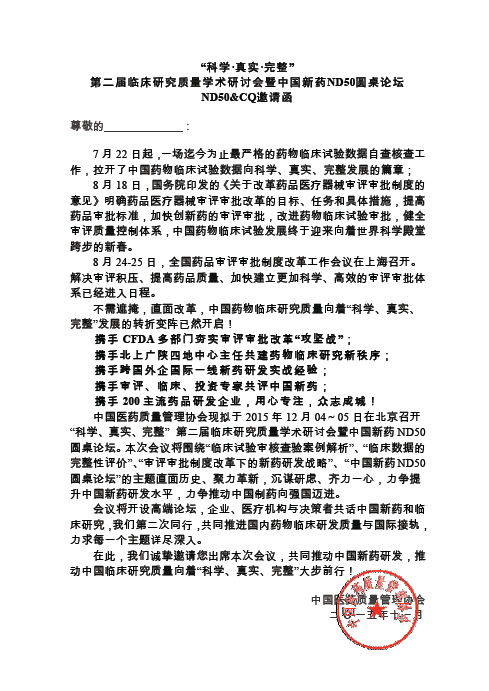 “科学·真实·完整”
第二届临床研究质量学术研讨会暨中国新药ND50圆桌论坛
ND50&CQ邀请函
尊敬的______________：
7月22日起，一场迄今为止最严格的药物临床试验数据自查核查工
作，拉开了中国药物临床试验数据向科学、真实、完整发展的篇章；
8月18日，国务院印发的《关于改革药品医疗器械审评审批制度的
意见》明确药品医疗器械审评审批改革的目标、任务和具体措施，提高
药品审批标准，加快创新药的审评审批，改进药物临床试验审批，健全
审评质量控制体系，中国药物临床试验发展终于迎来向着世界科学殿堂
跨步的新春。
8月24-25日，全国药品审评审批制度改革工作会议在上海召开。
解决审评积压、提高药品质量、加快建立更加科学、高效的审评审批体
系已经进入日程。
不需遮掩，直面改革，中国药物临床研究质量向着“科学、真实、
完整”发展的转折变阵已然开启！
携手CFDA多部门夯实审评审批改革“攻坚战”；
携手北上广陕四地中心主任共建药物临床研究新秩序；
携手跨国外企国际一线新药研发实战经验；
携手审评、临床、投资专家共评中国新药；
携手200主流药品研发企业，用心专注，众志成城！
中国医药质量管理协会现拟于2015年12月04～05日在北京召开
“科学、真实、完整” 第二届临床研究质量学术研讨会暨中国新药ND50
圆桌论坛。本次会议将围绕“临床试验审核查验案例解析”、“临床数据的
完整性评价”、“审评审批制度改革下的新药研发战略”、“中国新药ND50
圆桌论坛”的主题直面历史、聚力革新，沉谋研虑、齐力一心，力争提
升中国新药研发水平，力争推动中国制药向强国迈进。
会议将开设高端论坛，企业、医疗机构与决策者共话中国新药和临
床研究，我们第二次同行，共同推进国内药物临床研发质量与国际接轨，
力求每一个主题详尽深入。
在此，我们诚挚邀请您出席本次会议，共同推动中国新药研发，推
动中国临床研究质量向着“科学、真实、完整”大步前行！
中国医药质量管理协会
二〇一五年十一月